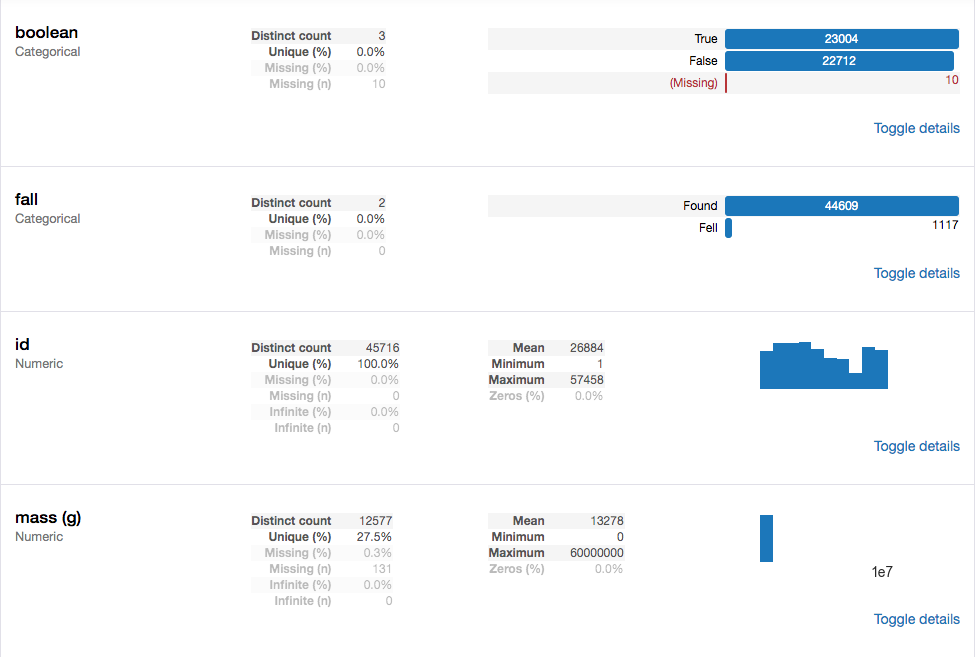 boolean
Categorical
Distinct count 3
Unique (%) 0.0%
Missing (%) 0.0%
Missing (n) 10
True 23004
False 22712
(Missing) 10
Toggle details
fall
Categorical
Distinct count 2
Unique (%) 0.0%
Missing (%) 0.0%
Missing (n) 0
Found 44609
Fell 1117
Toggle details
id
Numeric
Distinct count 45716
Unique (%) 100.0%
Missing (%) 0.0%
Missing (n) 0
Infinite (%) 0.0%
Infinite (n) 0
Mean 26884
Minimum 1
Maximum 57458
Zeros (%) 0.0%
Toggle details
mass (g)
Numeric
Distinct count 12577
Unique (%) 27.5%
Missing (%) 0.3%
Missing (n) 131
Infinite (%) 0.0%
Infinite (n) 0
Mean 13278
Minimum 0
Maximum 60000000
Zeros (%) 0.0%
1e7
Toggle details